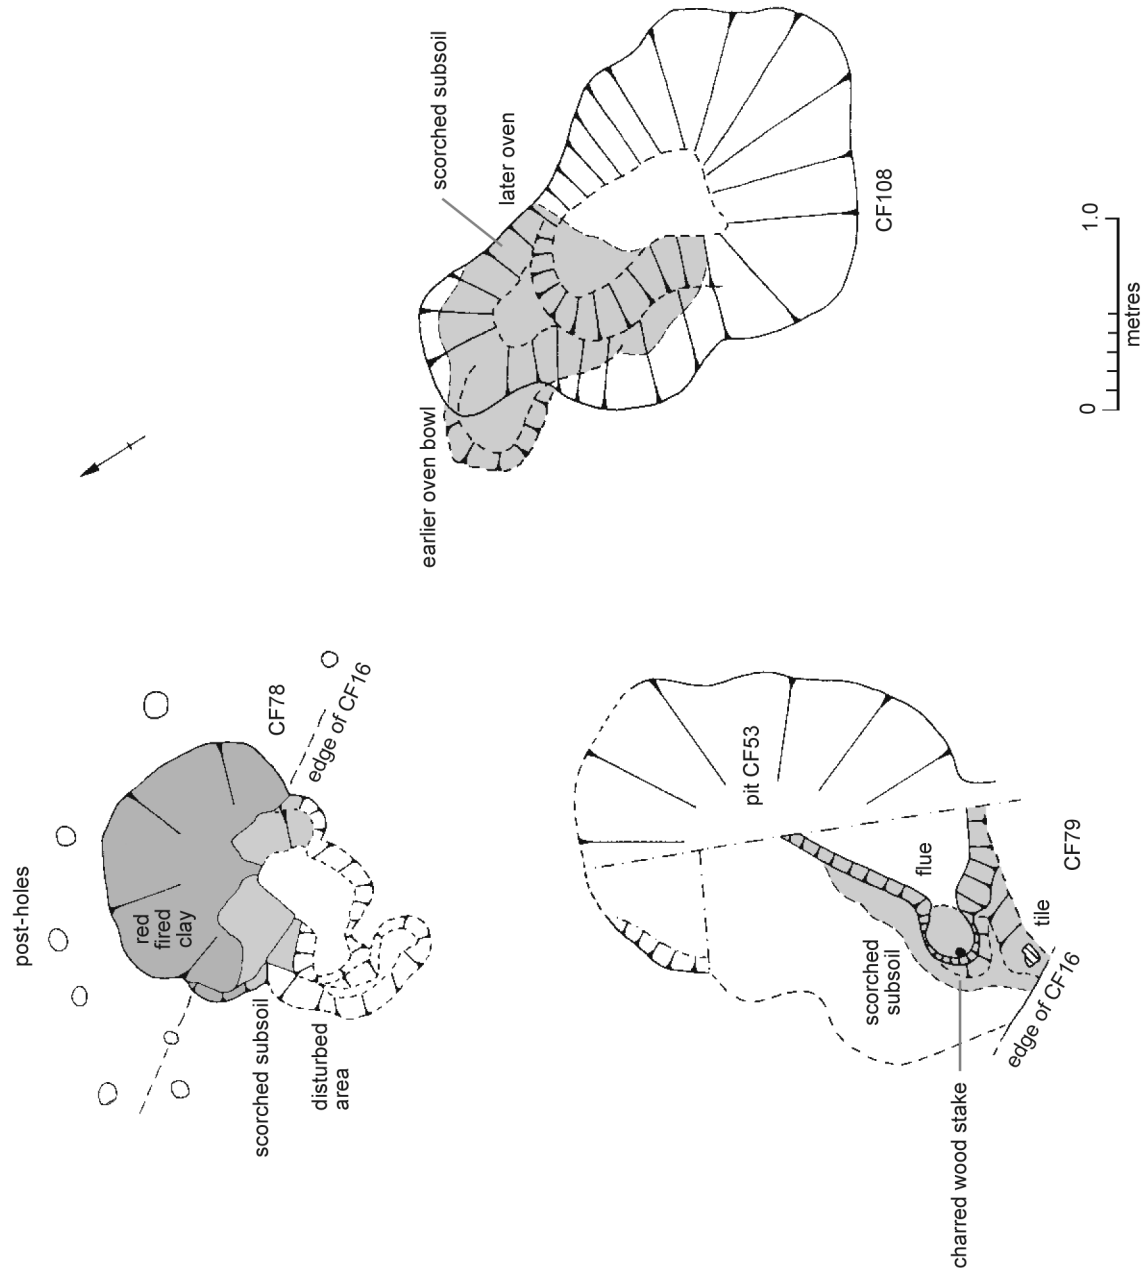 post-holes
red
fired
clay
CF78
edge of CF16
scorched subsoil
disturbed
area
scorched subsoil
later oven
earlier oven bowl
CF108
pit CF53
flue
scorched
subsoil
CF79
tile
edge of CF16
charred wood stake
0
1.0
metres